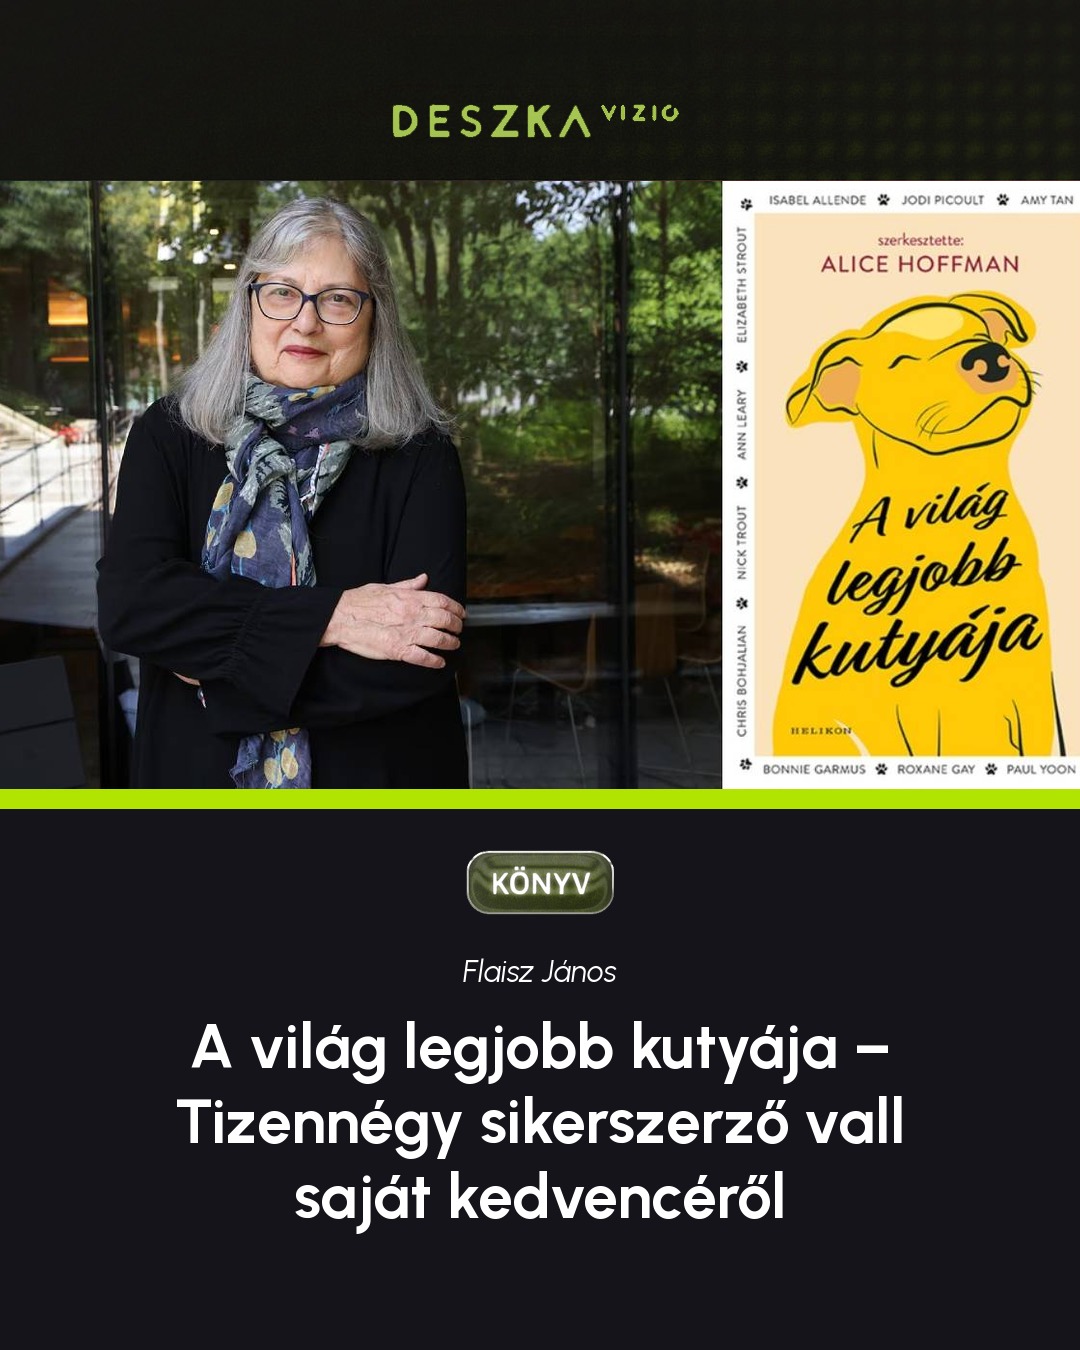 DESZKA VIZIO
ISABEL ALLENDE JODI PICOULT AMY TAN
ELIZABETH STROUT
ANN LEARY
NICK TROUT
CHRIS BOHJALIAN
szerkesztette:
ALICE HOFFMAN
A világ
legjobb
kutyája
HELIKON
BONNIE GARMUS ROXANE GAY PAUL YOON
KÖNYV
Flaisz János
A világ legjobb kutyája –
Tizennégy sikerszerző vall
saját kedvencéről